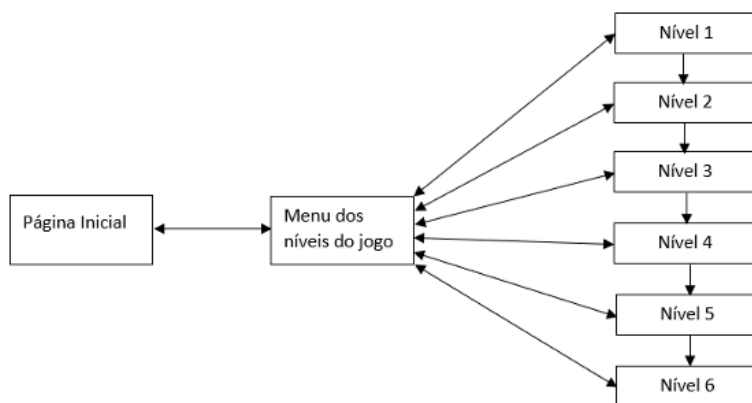 Nível 1
Nível 2
Nível 3
Página Inicial
Menu dos
níveis do jogo
Nível 4
Nível 5
Nível 6